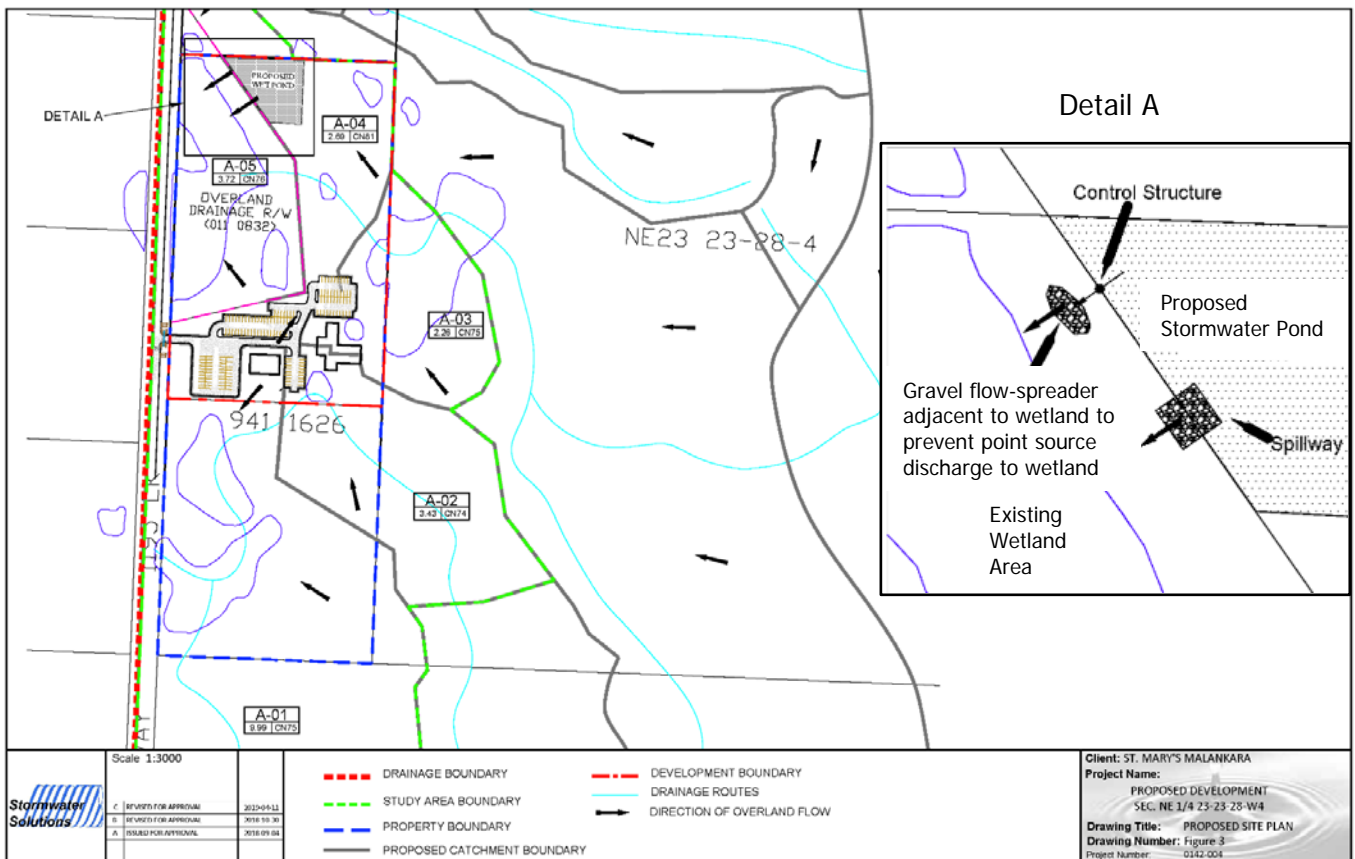 Detail A
PROPOSED
WET POND
DETAIL A
A-04
2.69 CN81
A-05
3.72 CN76
OVERLAND
DRAINAGE R/W
(011 0832)
NE23 23-28-4
A-03
2.26 CN75
941 1626
A-02
3.43 CN74
A-01
9.99 CN75
Control Structure
Proposed
Stormwater Pond
Gravel flow-spreader
adjacent to wetland to
prevent point source
discharge to wetland
Spillway
Existing
Wetland
Area
Stormwater
Solutions
Scale 1:3000
C REVISED FOR APPROVAL 2019-04-11
B REVISED FOR APPROVAL 2018-10-30
A ISSUED FOR APPROVAL 2018-09-04
DRAINAGE BOUNDARY
STUDY AREA BOUNDARY
PROPERTY BOUNDARY
PROPOSED CATCHMENT BOUNDARY
DEVELOPMENT BOUNDARY
DRAINAGE ROUTES
DIRECTION OF OVERLAND FLOW
Client: ST. MARY'S MALANKARA
Project Name:
PROPOSED DEVELOPMENT
SEC. NE 1/4 23-23-28-W4
Drawing Title: PROPOSED SITE PLAN
Drawing Number: Figure 3
Project Number: 0142-004